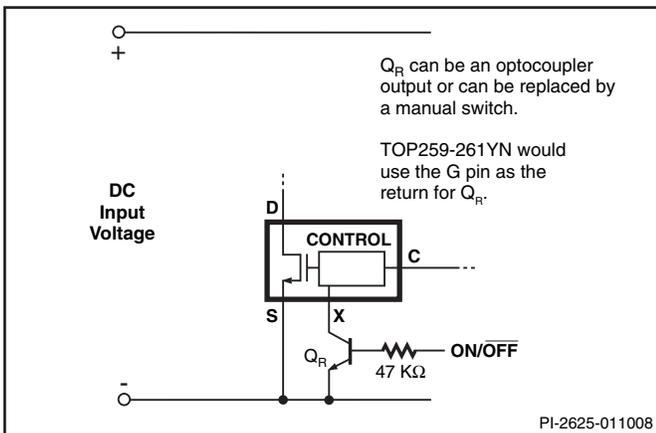 +
Q_R can be an optocoupler
output or can be replaced by
a manual switch.
TOP259-261YN would
use the G pin as the
return for Q_R.
DC
Input
Voltage
D
CONTROL
C
S
X
Q_R
47 KΩ
ON/O̅F̅F̅
-
PI-2625-011008